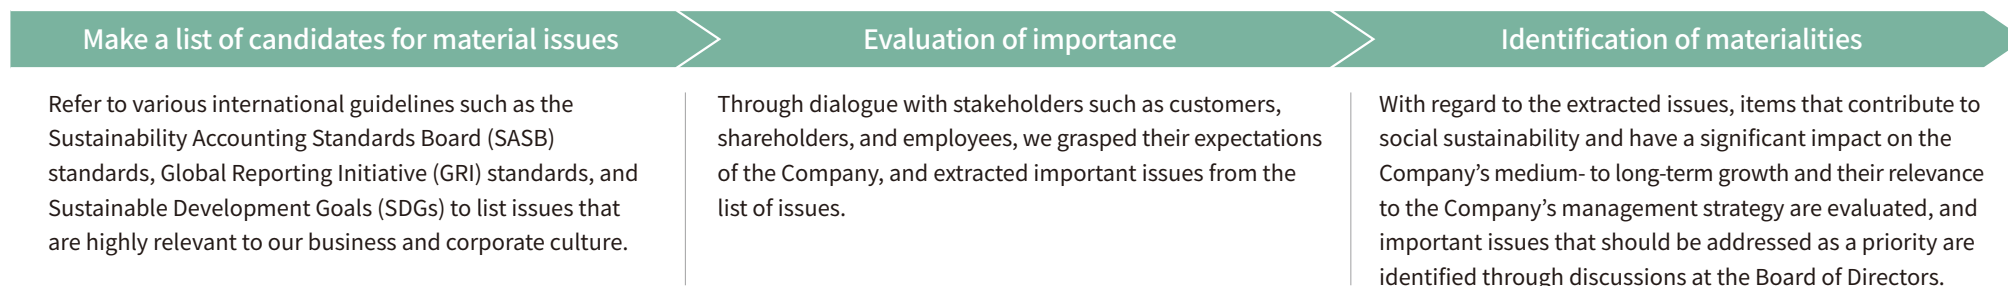 Make a list of candidates for material issues
Refer to various international guidelines such as the
Sustainability Accounting Standards Board (SASB)
standards, Global Reporting Initiative (GRI) standards, and
Sustainable Development Goals (SDGs) to list issues that
are highly relevant to our business and corporate culture.
Evaluation of importance
Through dialogue with stakeholders such as customers,
shareholders, and employees, we grasped their expectations
of the Company, and extracted important issues from the
list of issues.
Identification of materialities
With regard to the extracted issues, items that contribute to
social sustainability and have a significant impact on the
Company’s medium- to long-term growth and their relevance
to the Company’s management strategy are evaluated, and
important issues that should be addressed as a priority are
identified through discussions at the Board of Directors.